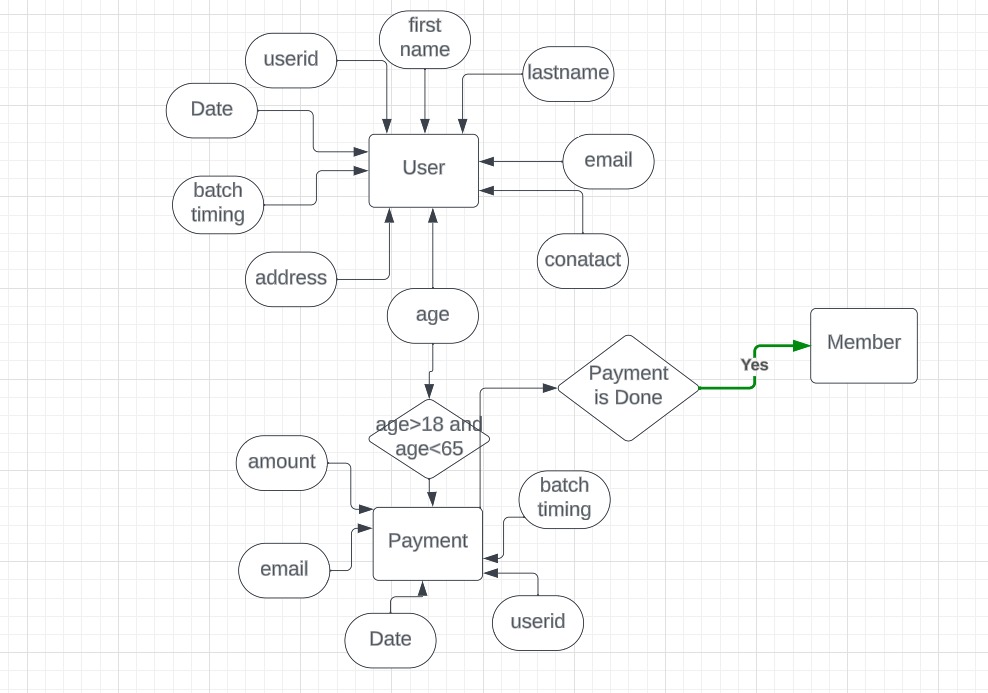 first
name
userid
lastname
Date
User
email
batch
timing
conatact
address
age
Member
Payment
is Done
Yes
age>18 and
age<65
amount
batch
timing
Payment
email
userid
Date